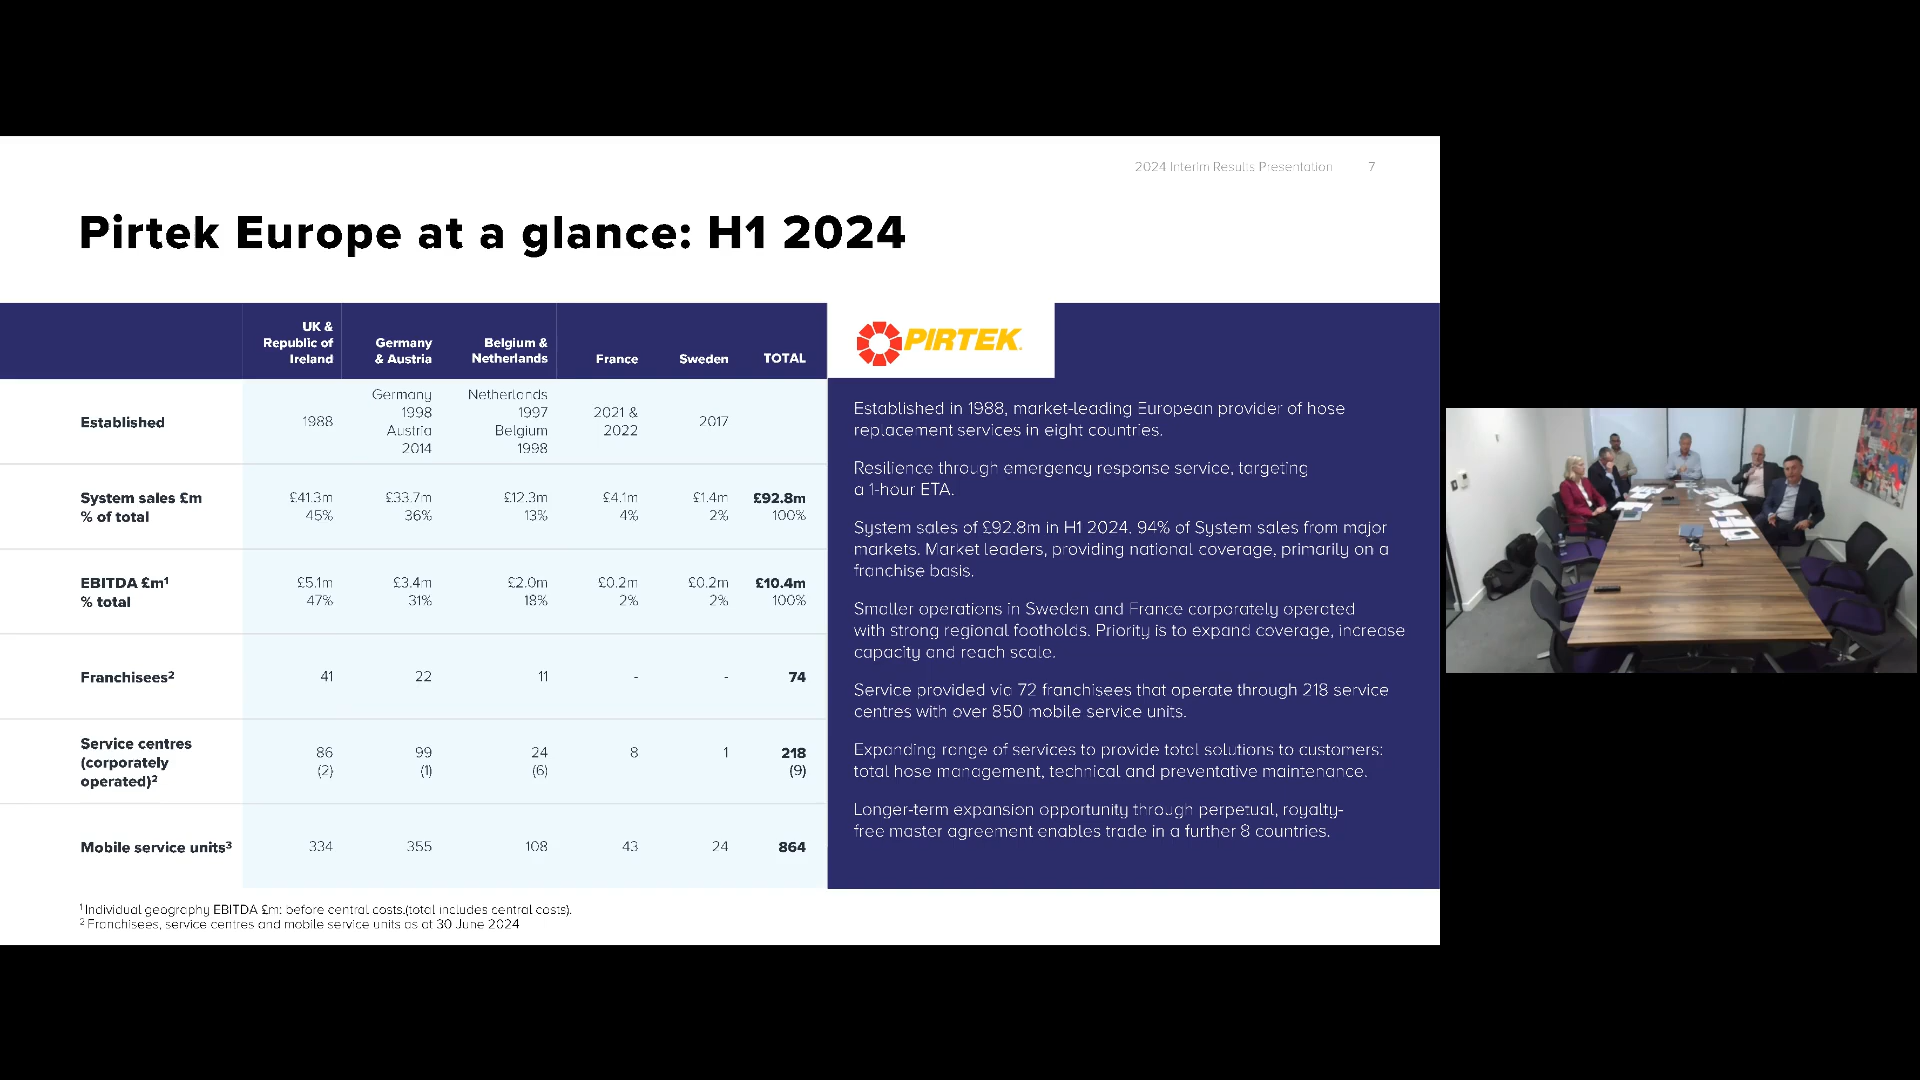 2024 Interim Results Presentation 7
Pirtek Europe at a glance: H1 2024
UK &
Republic of
Ireland
Germany
& Austria
Belgium &
Netherlands
France
Sweden
TOTAL
Established
1988
Germany
1998
Austria
2014
Netherlands
1997
Belgium
1998
2021 &
2022
2017
System sales £m
% of total
£41.3m
45%
£33.7m
36%
£12.3m
13%
£4.1m
4%
£1.4m
2%
£92.8m
100%
EBITDA £m¹
% total
£5.1m
47%
£3.4m
31%
£2.0m
18%
£0.2m
2%
£0.2m
2%
£10.4m
100%
Franchisees²
41
22
11
-
-
74
Service centres
(corporately
operated)²
86
(2)
99
(1)
24
(6)
8
1
218
(9)
Mobile service units³
334
355
108
43
24
864
¹ Individual geography EBITDA £m: before central costs.(total includes central costs).
² Franchisees, service centres and mobile service units as at 30 June 2024
PIRTEK.
Established in 1988, market-leading European provider of hose
replacement services in eight countries.
Resilience through emergency response service, targeting
a 1-hour ETA.
System sales of £92.8m in H1 2024. 94% of System sales from major
markets. Market leaders, providing national coverage, primarily on a
franchise basis.
Smaller operations in Sweden and France corporately operated
with strong regional footholds. Priority is to expand coverage, increase
capacity and reach scale.
Service provided via 72 franchisees that operate through 218 service
centres with over 850 mobile service units.
Expanding range of services to provide total solutions to customers:
total hose management, technical and preventative maintenance.
Longer-term expansion opportunity through perpetual, royalty-
free master agreement enables trade in a further 8 countries.